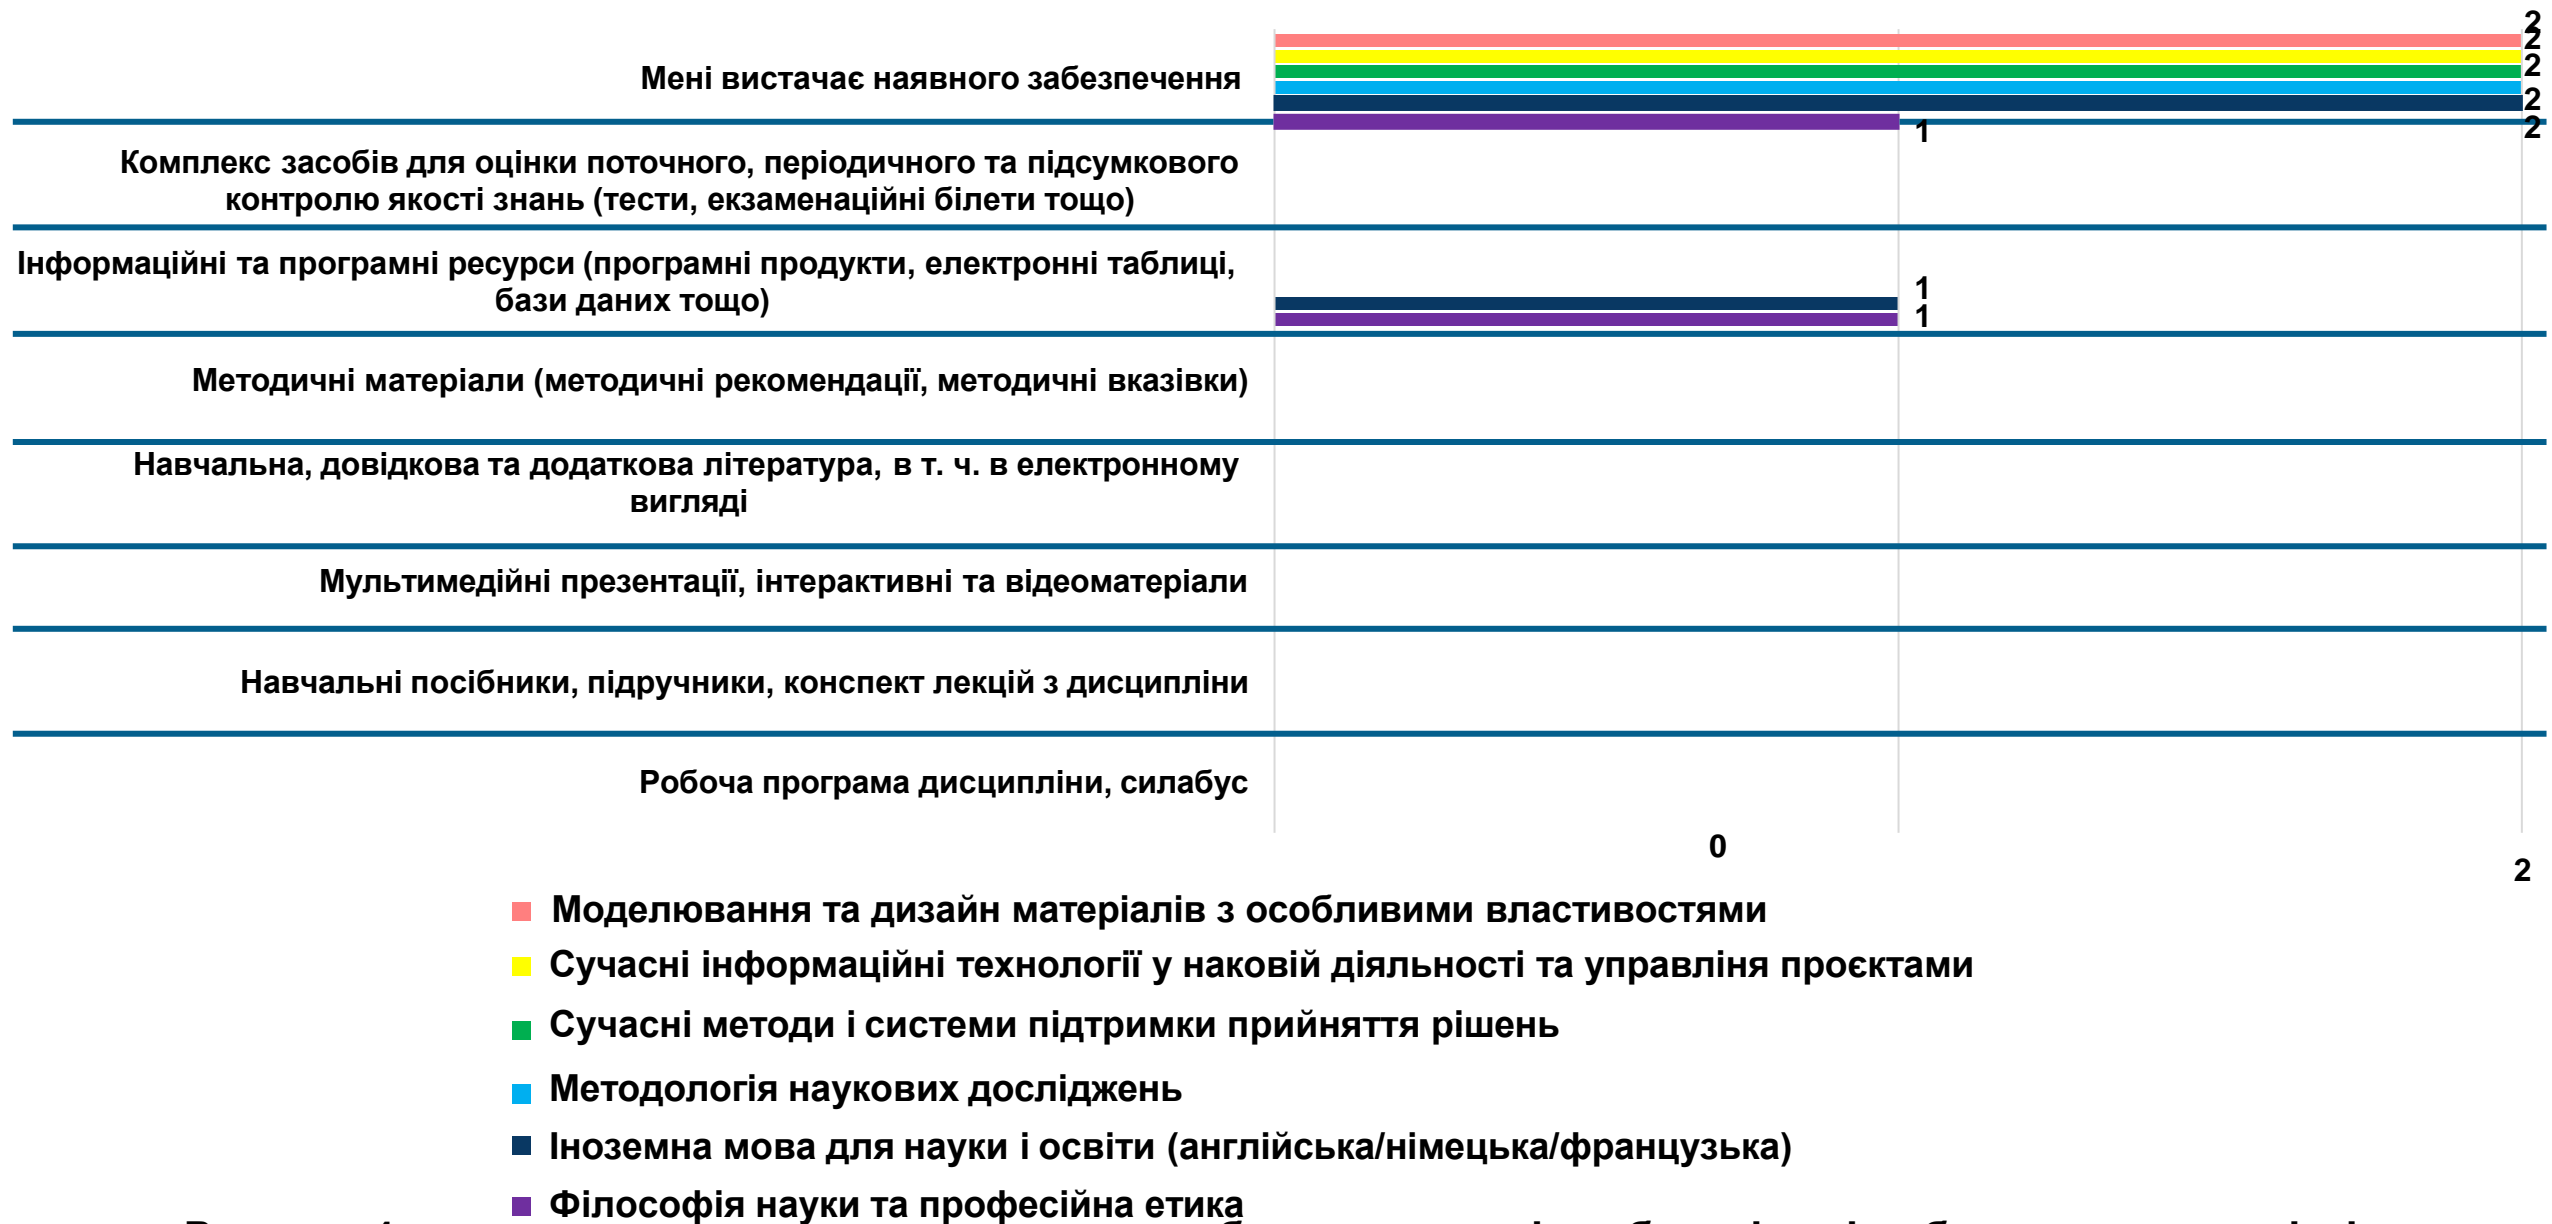 2
2
Мені вистачає наявного забезпечення
2
2
2
1
Комплекс засобів для оцінки поточного, періодичного та підсумкового
контролю якості знань (тести, екзаменаційні білети тощо)
Інформаційні та програмні ресурси (програмні продукти, електронні таблиці,
бази даних тощо)
1
1
Методичні матеріали (методичні рекомендації, методичні вказівки)
Навчальна, довідкова та додаткова література, в т. ч. в електронному
вигляді
Мультимедійні презентації, інтерактивні та відеоматеріали
Навчальні посібники, підручники, конспект лекцій з дисципліни
Робоча програма дисципліни, силабус
0
2
Моделювання та дизайн матеріалів з особливими властивостями
Сучасні інформаційні технології у наковій діяльності та управліня проєктами
Сучасні методи і системи підтримки прийняття рішень
Методологія наукових досліджень
Іноземна мова для науки і освіти (англійська/німецька/французька)
Філософія науки та професійна етика